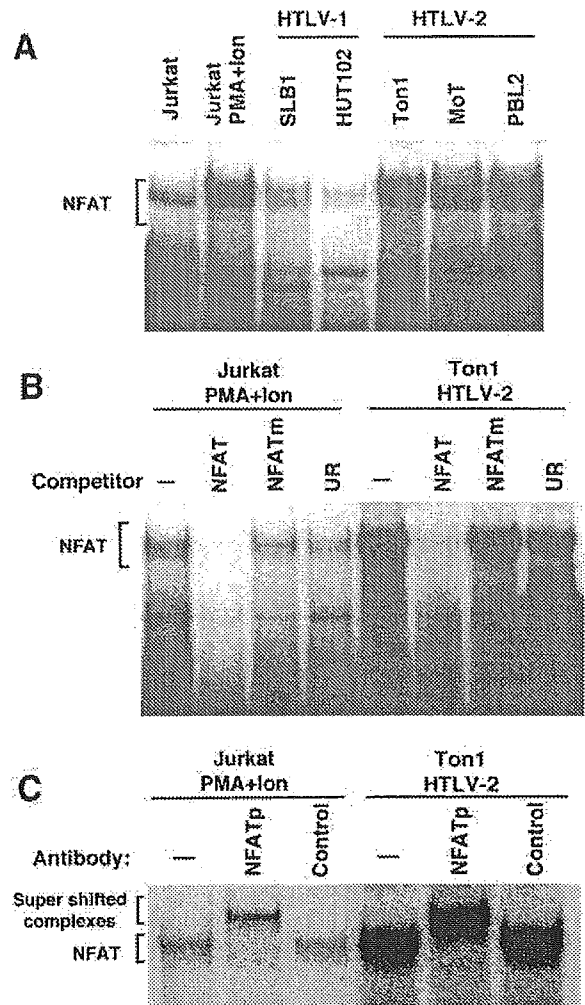 A
HTLV-1 HTLV-2
Jurkat
Jurkat
PMA+Ion
SLB1
HUT102
Ton1
MoT
PBL2
NFAT
B
Jurkat
PMA+Ion
Ton1
HTLV-2
Competitor — NFAT NFATm UR — NFAT NFATm UR
NFAT
C
Jurkat
PMA+Ion
Ton1
HTLV-2
Antibody: — NFATp Control — NFATp Control
Super shifted
complexes
NFAT